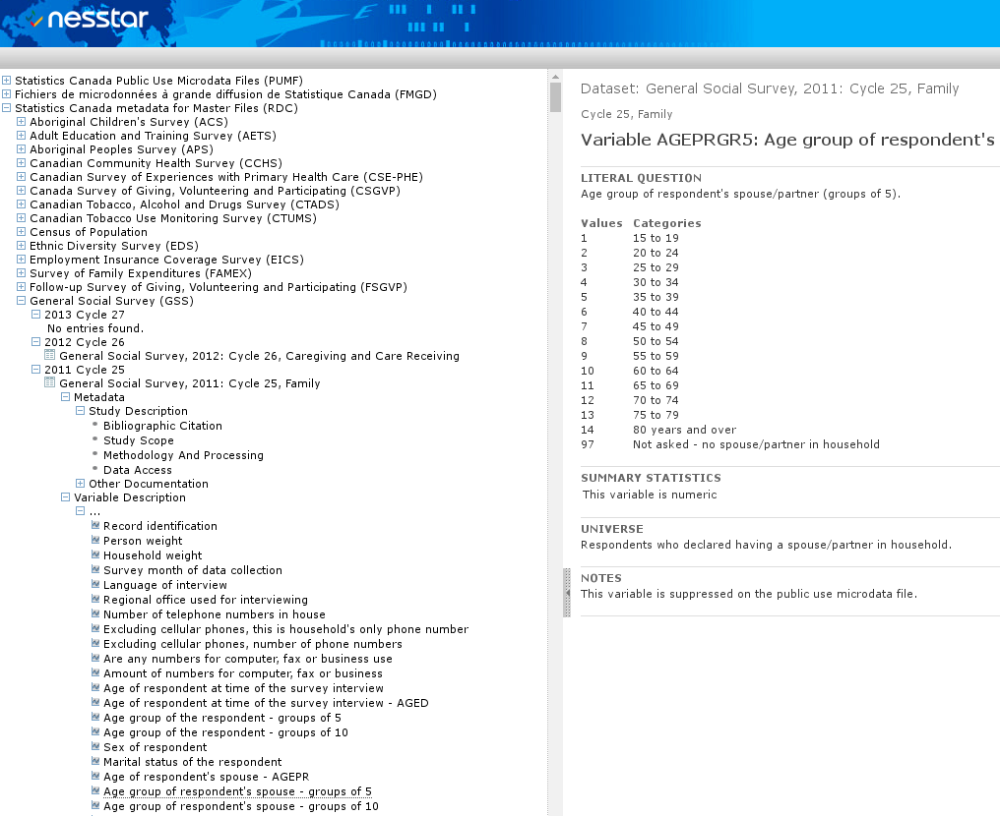 nesstar
Statistics Canada Public Use Microdata Files (PUMF)
Fichiers de microdonnées à grande diffusion de Statistique Canada (FMGD)
Statistics Canada metadata for Master Files (RDC)
Aboriginal Children's Survey (ACS)
Adult Education and Training Survey (AETS)
Aboriginal Peoples Survey (APS)
Canadian Community Health Survey (CCHS)
Canadian Survey of Experiences with Primary Health Care (CSE-PHE)
Canada Survey of Giving, Volunteering and Participating (CSGVP)
Canadian Tobacco, Alcohol and Drugs Survey (CTADS)
Canadian Tobacco Use Monitoring Survey (CTUMS)
Census of Population
Ethnic Diversity Survey (EDS)
Employment Insurance Coverage Survey (EICS)
Survey of Family Expenditures (FAMEX)
Follow-up Survey of Giving, Volunteering and Participating (FSGVP)
General Social Survey (GSS)
2013 Cycle 27
No entries found.
2012 Cycle 26
General Social Survey, 2012: Cycle 26, Caregiving and Care Receiving
2011 Cycle 25
General Social Survey, 2011: Cycle 25, Family
Metadata
Study Description
Bibliographic Citation
Study Scope
Methodology And Processing
Data Access
Other Documentation
Variable Description
...
Record identification
Person weight
Household weight
Survey month of data collection
Language of interview
Regional office used for interviewing
Number of telephone numbers in house
Excluding cellular phones, this is household's only phone number
Excluding cellular phones, number of phone numbers
Are any numbers for computer, fax or business use
Amount of numbers for computer, fax or business
Age of respondent at time of the survey interview
Age of respondent at time of the survey interview - AGED
Age group of the respondent - groups of 5
Age group of the respondent - groups of 10
Sex of respondent
Marital status of the respondent
Age of respondent's spouse - AGEPR
Age group of respondent's spouse - groups of 5
Age group of respondent's spouse - groups of 10
Dataset: General Social Survey, 2011: Cycle 25, Family
Cycle 25, Family
Variable AGEPRGR5: Age group of respondent's
LITERAL QUESTION
Age group of respondent's spouse/partner (groups of 5).
Values Categories
1 15 to 19
2 20 to 24
3 25 to 29
4 30 to 34
5 35 to 39
6 40 to 44
7 45 to 49
8 50 to 54
9 55 to 59
10 60 to 64
11 65 to 69
12 70 to 74
13 75 to 79
14 80 years and over
97 Not asked - no spouse/partner in household
SUMMARY STATISTICS
This variable is numeric
UNIVERSE
Respondents who declared having a spouse/partner in household.
NOTES
This variable is suppressed on the public use microdata file.